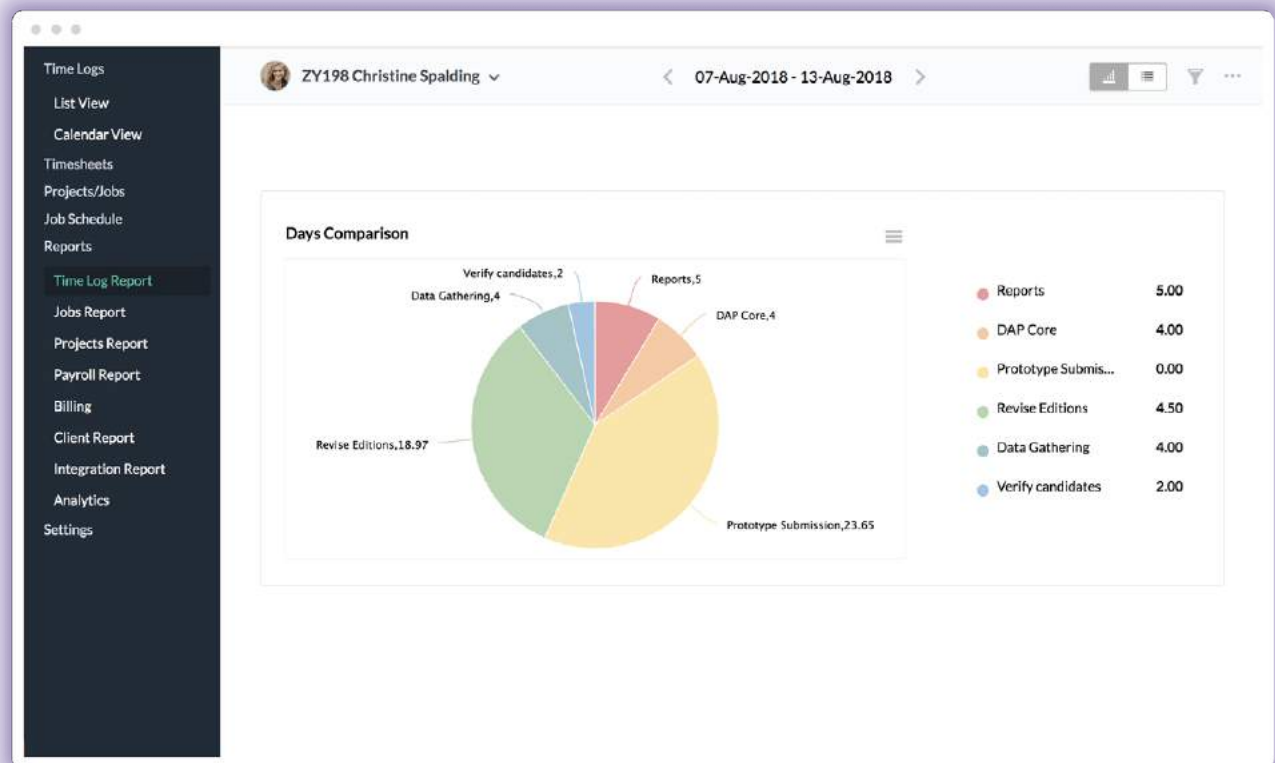 Time Logs
List View
Calendar View
Timesheets
Projects/Jobs
Job Schedule
Reports
Time Log Report
Jobs Report
Projects Report
Payroll Report
Billing
Client Report
Integration Report
Analytics
Settings
ZY198 Christine Spalding
07-Aug-2018 - 13-Aug-2018
Days Comparison
Verify candidates,2
Reports,5
Data Gathering,4
DAP Core,4
Revise Editions,18.97
Prototype Submission,23.65
Reports 5.00
DAP Core 4.00
Prototype Submis... 0.00
Revise Editions 4.50
Data Gathering 4.00
Verify candidates 2.00